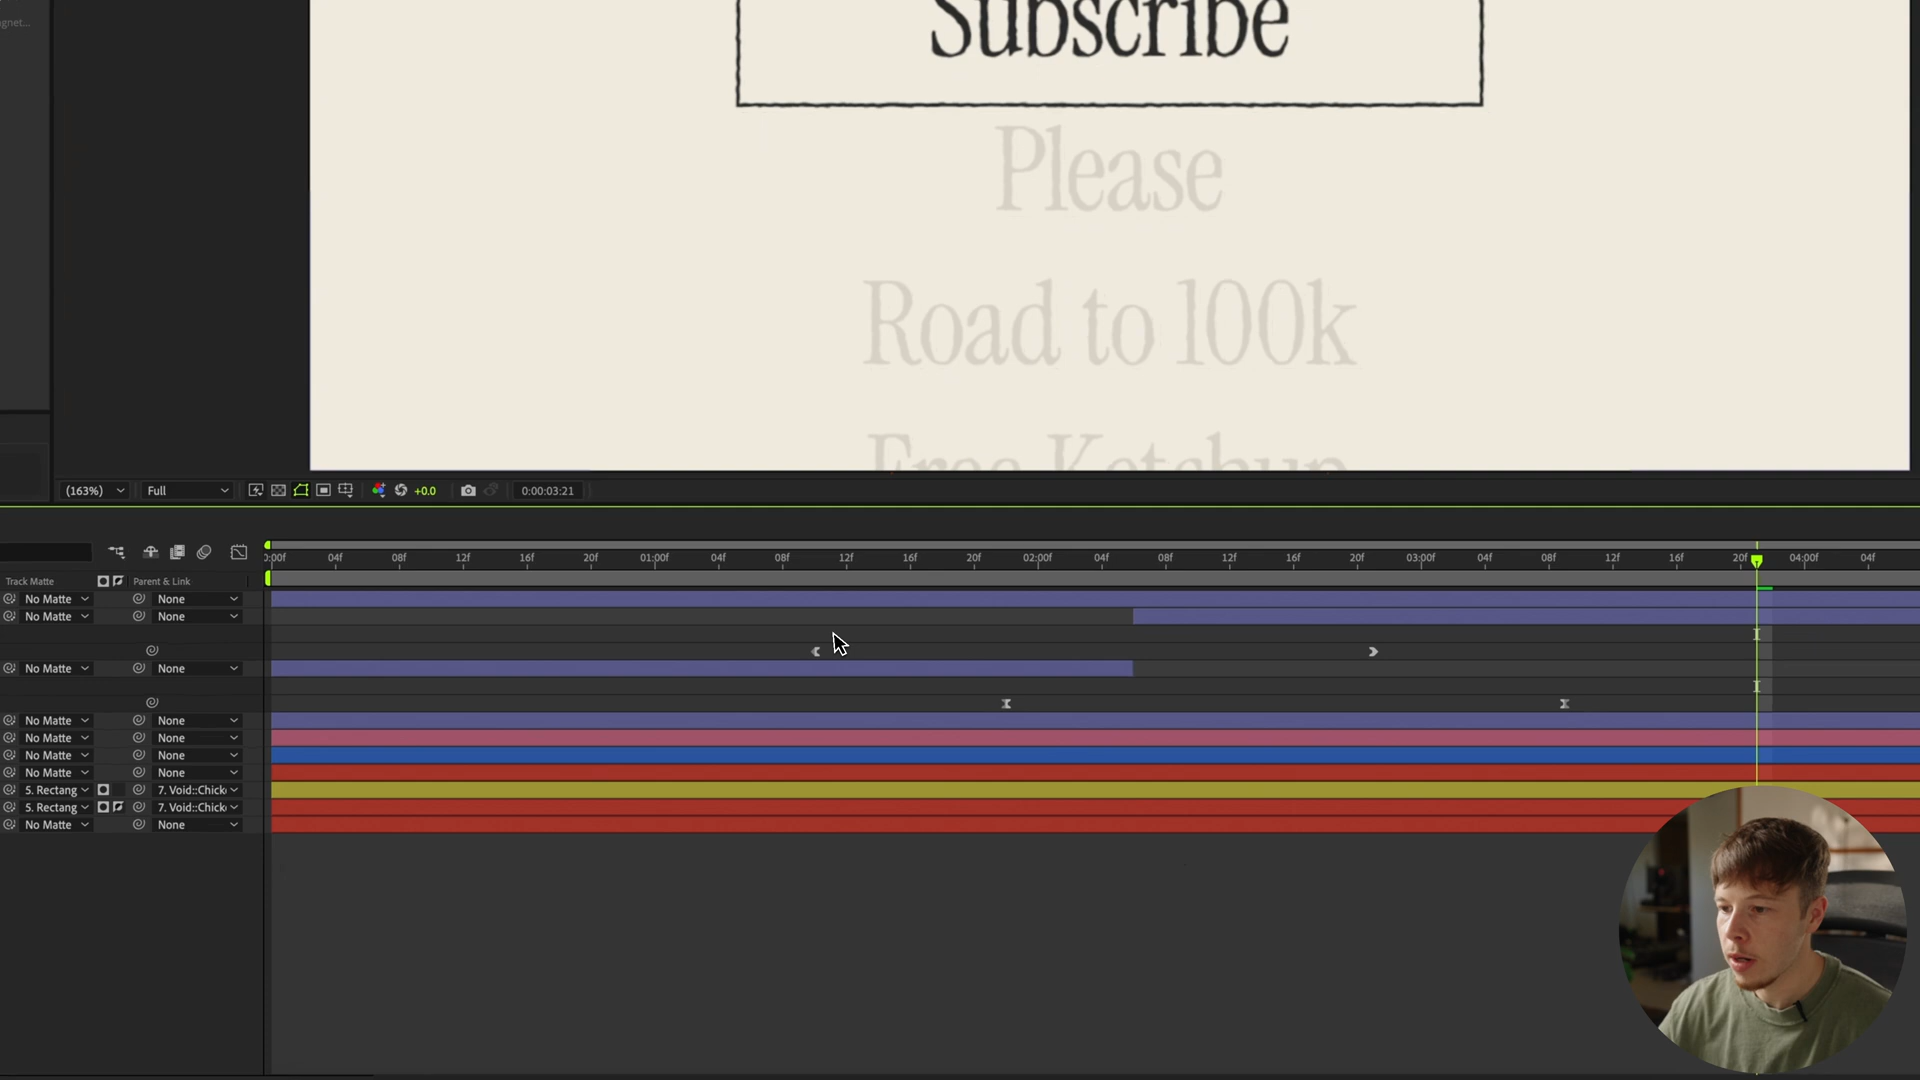 gnet...
Subscribe
Please
Road to 100k
Free Ketchup
(163%) Full +0.0 0:00:03:21
0:00f 04f 08f 12f 16f 20f 01:00f 04f 08f 12f 16f 20f 02:00f 04f 08f 12f 16f 20f 03:00f 04f 08f 12f 16f 20f 04:00f 04f
Track Matte Parent & Link
No Matte None
No Matte None
No Matte None
No Matte None
No Matte None
No Matte None
No Matte None
5. Rectang 7. Void::Chick
5. Rectang 7. Void::Chick
No Matte None